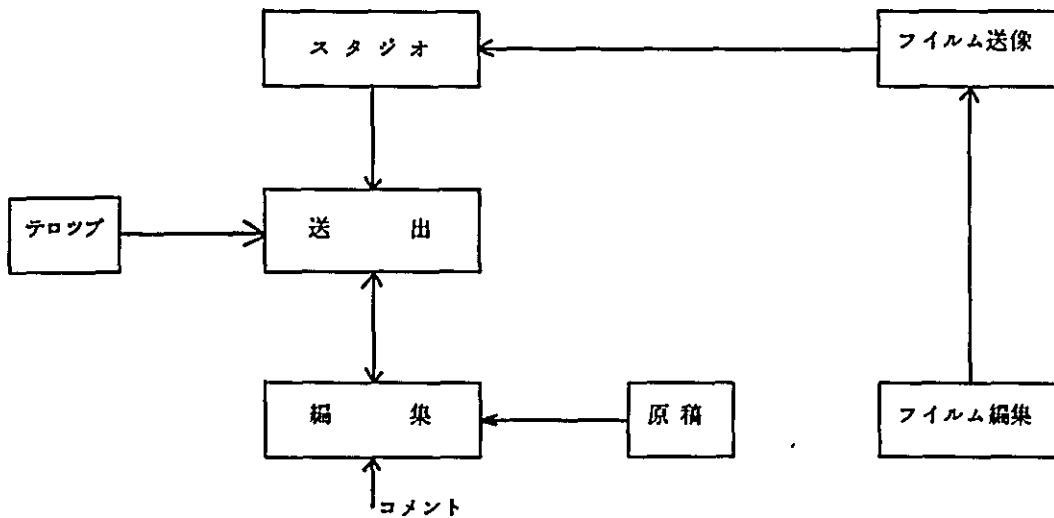 スタジオ
フイルム送像
テロツプ
送出
編集
原稿
フイルム編集
コメント